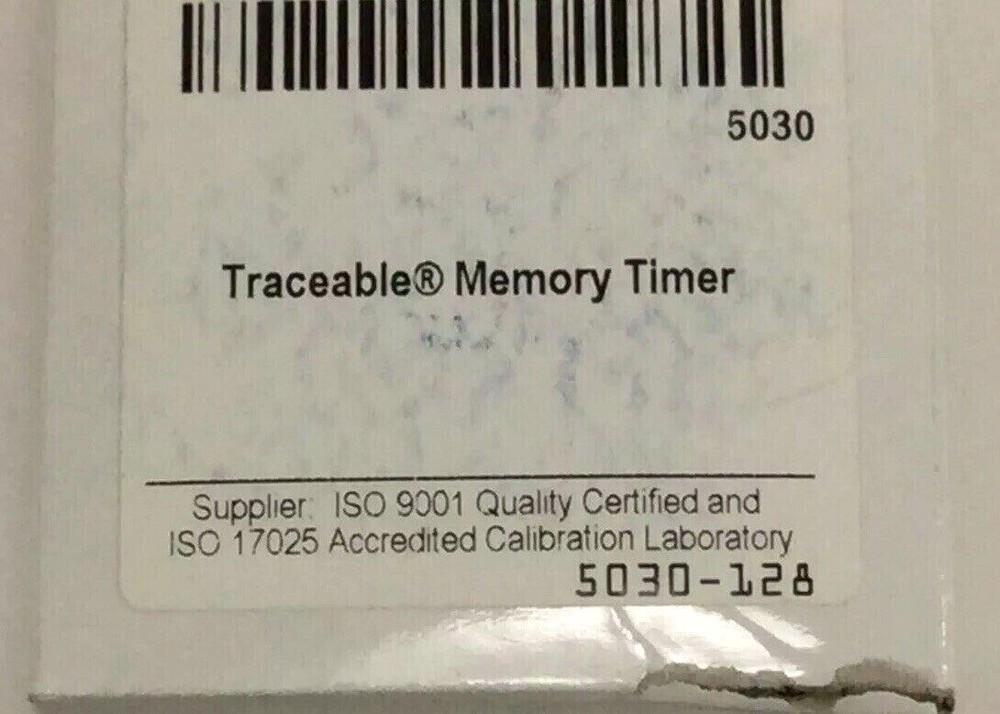 5030
Traceable® Memory Timer
Supplier: ISO 9001 Quality Certified and
ISO 17025 Accredited Calibration Laboratory
5030-128